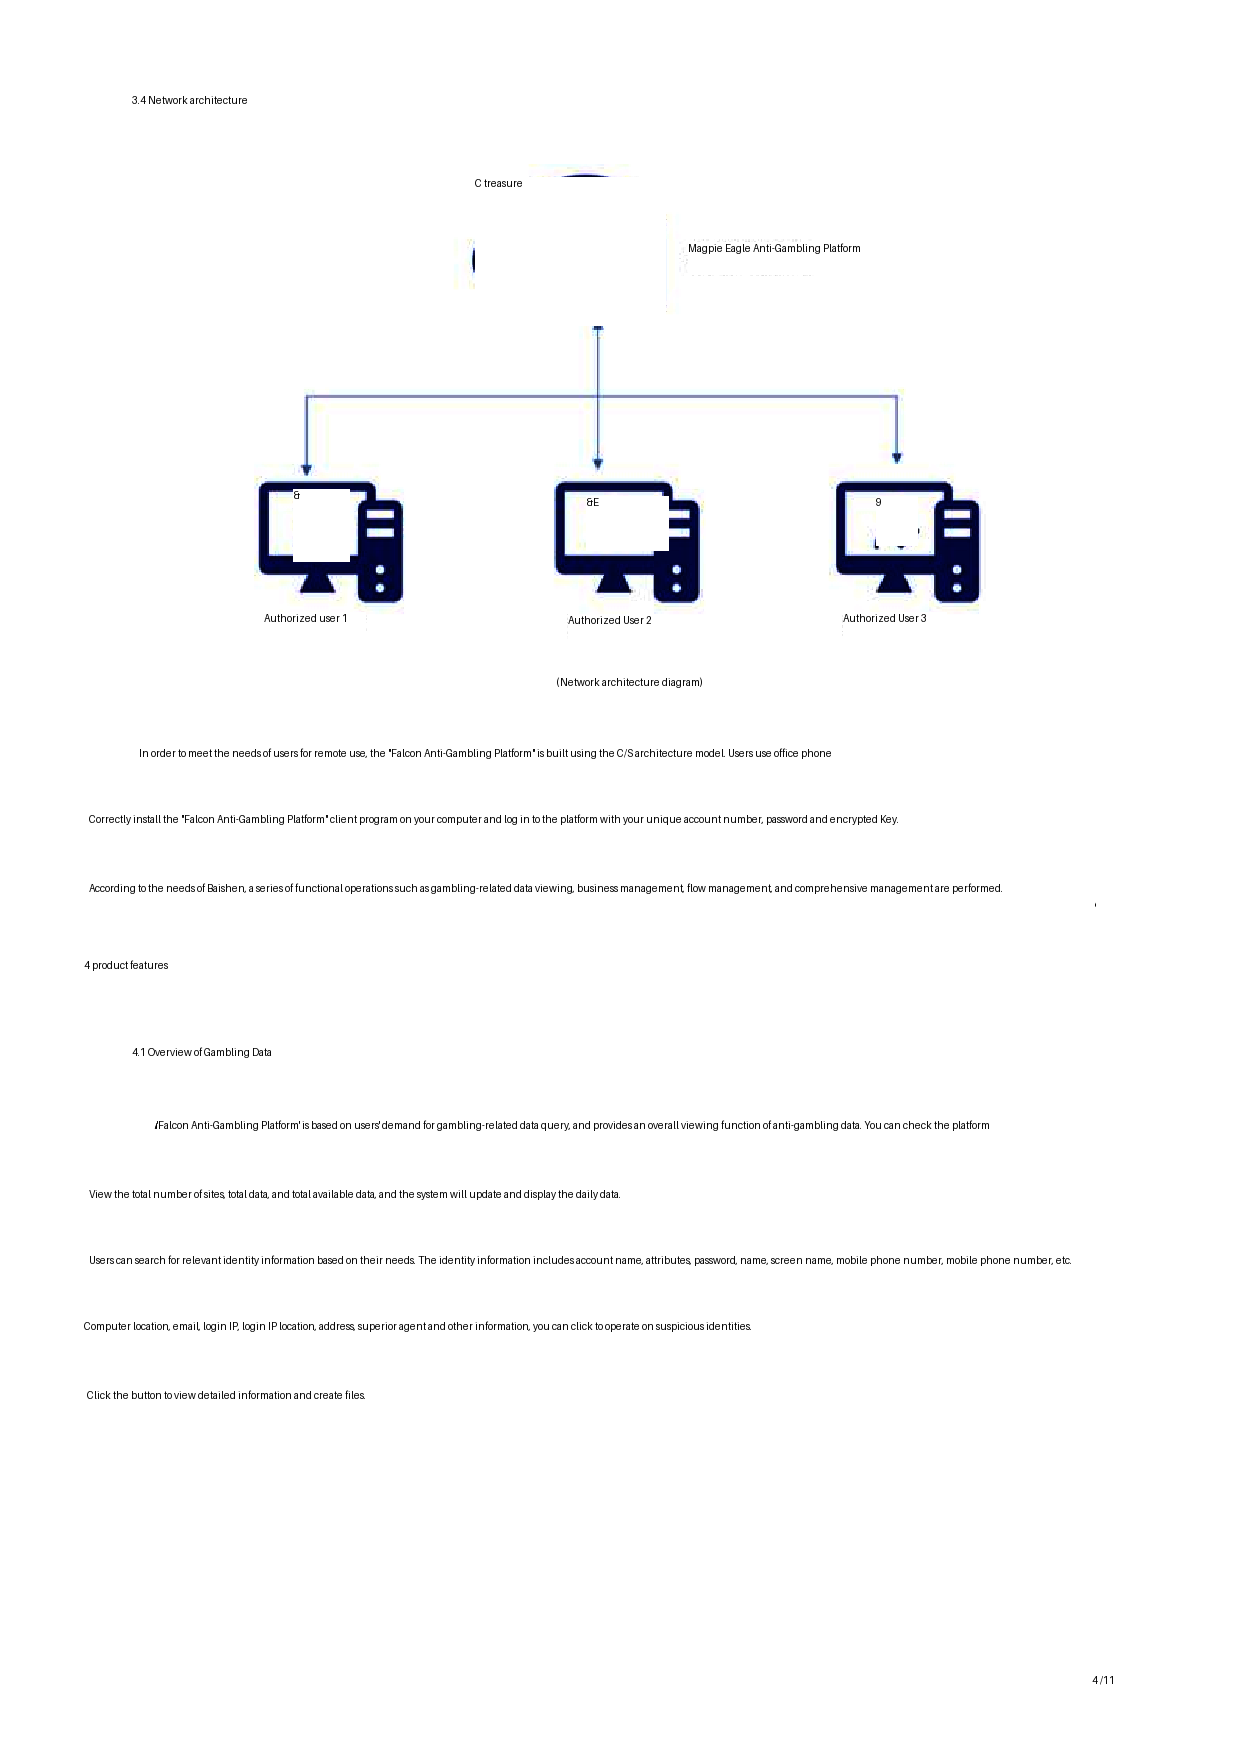 3.4 Network architecture
C treasure
Magpie Eagle Anti-Gambling Platform
&
&E
9
Authorized user 1
Authorized User 2
Authorized User 3
(Network architecture diagram)
In order to meet the needs of users for remote use, the "Falcon Anti-Gambling Platform" is built using the C/S architecture model. Users use office phone
Correctly install the "Falcon Anti-Gambling Platform" client program on your computer and log in to the platform with your unique account number, password and encrypted Key.
According to the needs of Baishen, a series of functional operations such as gambling-related data viewing, business management, flow management, and comprehensive management are performed.
4 product features
4.1 Overview of Gambling Data
'Falcon Anti-Gambling Platform' is based on users' demand for gambling-related data query, and provides an overall viewing function of anti-gambling data. You can check the platform
View the total number of sites, total data, and total available data, and the system will update and display the daily data.
Users can search for relevant identity information based on their needs. The identity information includes account name, attributes, password, name, screen name, mobile phone number, mobile phone number, etc.
Computer location, email, login IP, login IP location, address, superior agent and other information, you can click to operate on suspicious identities.
Click the button to view detailed information and create files.
4 /11